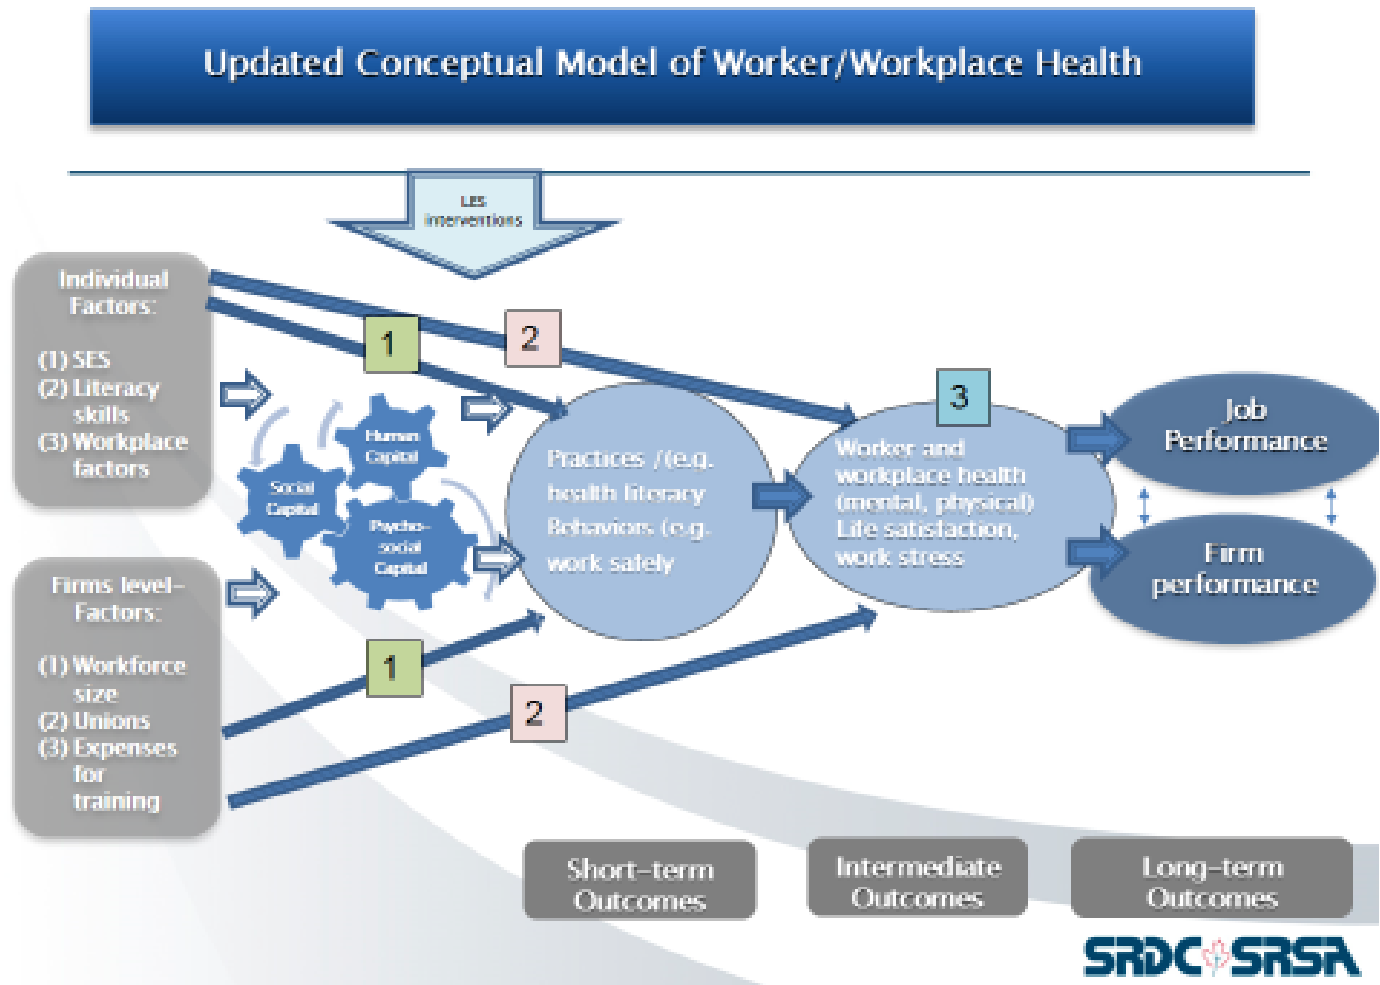 Updated Conceptual Model of Worker/Workplace Health
LES
interventions
Individual
Factors:
(1) SES
(2) Literacy
skills
(3) Workplace
factors
1
2
3
Human
Capital
Social
Capital
Psycho-
social
Capital
Practices /(e.g.
health literacy
Behaviors (e.g.
work safely
Worker and
workplace health
(mental, physical)
Life satisfaction,
work stress
Job
Performance
Firm
performance
Firms level-
Factors:
(1) Workforce
size
(2) Unions
(3) Expenses
for
training
1
2
Short-term
Outcomes
Intermediate
Outcomes
Long-term
Outcomes
SRDC SRSA